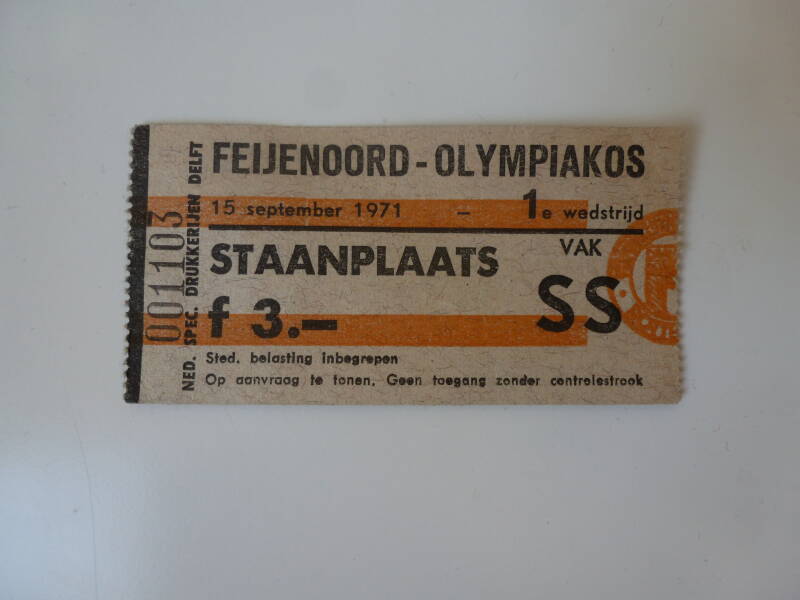 FEIJENOORD - OLYMPIAKOS
15 september 1971 – 1e wedstrijd
STAANPLAATS
VAK
f 3.–
SS
Sted. belasting inbegrepen
Op aanvraag te tonen. Geen toegang zonder controlestrook
001103
NED. SPEC. DRUKKERIJEN DELFT